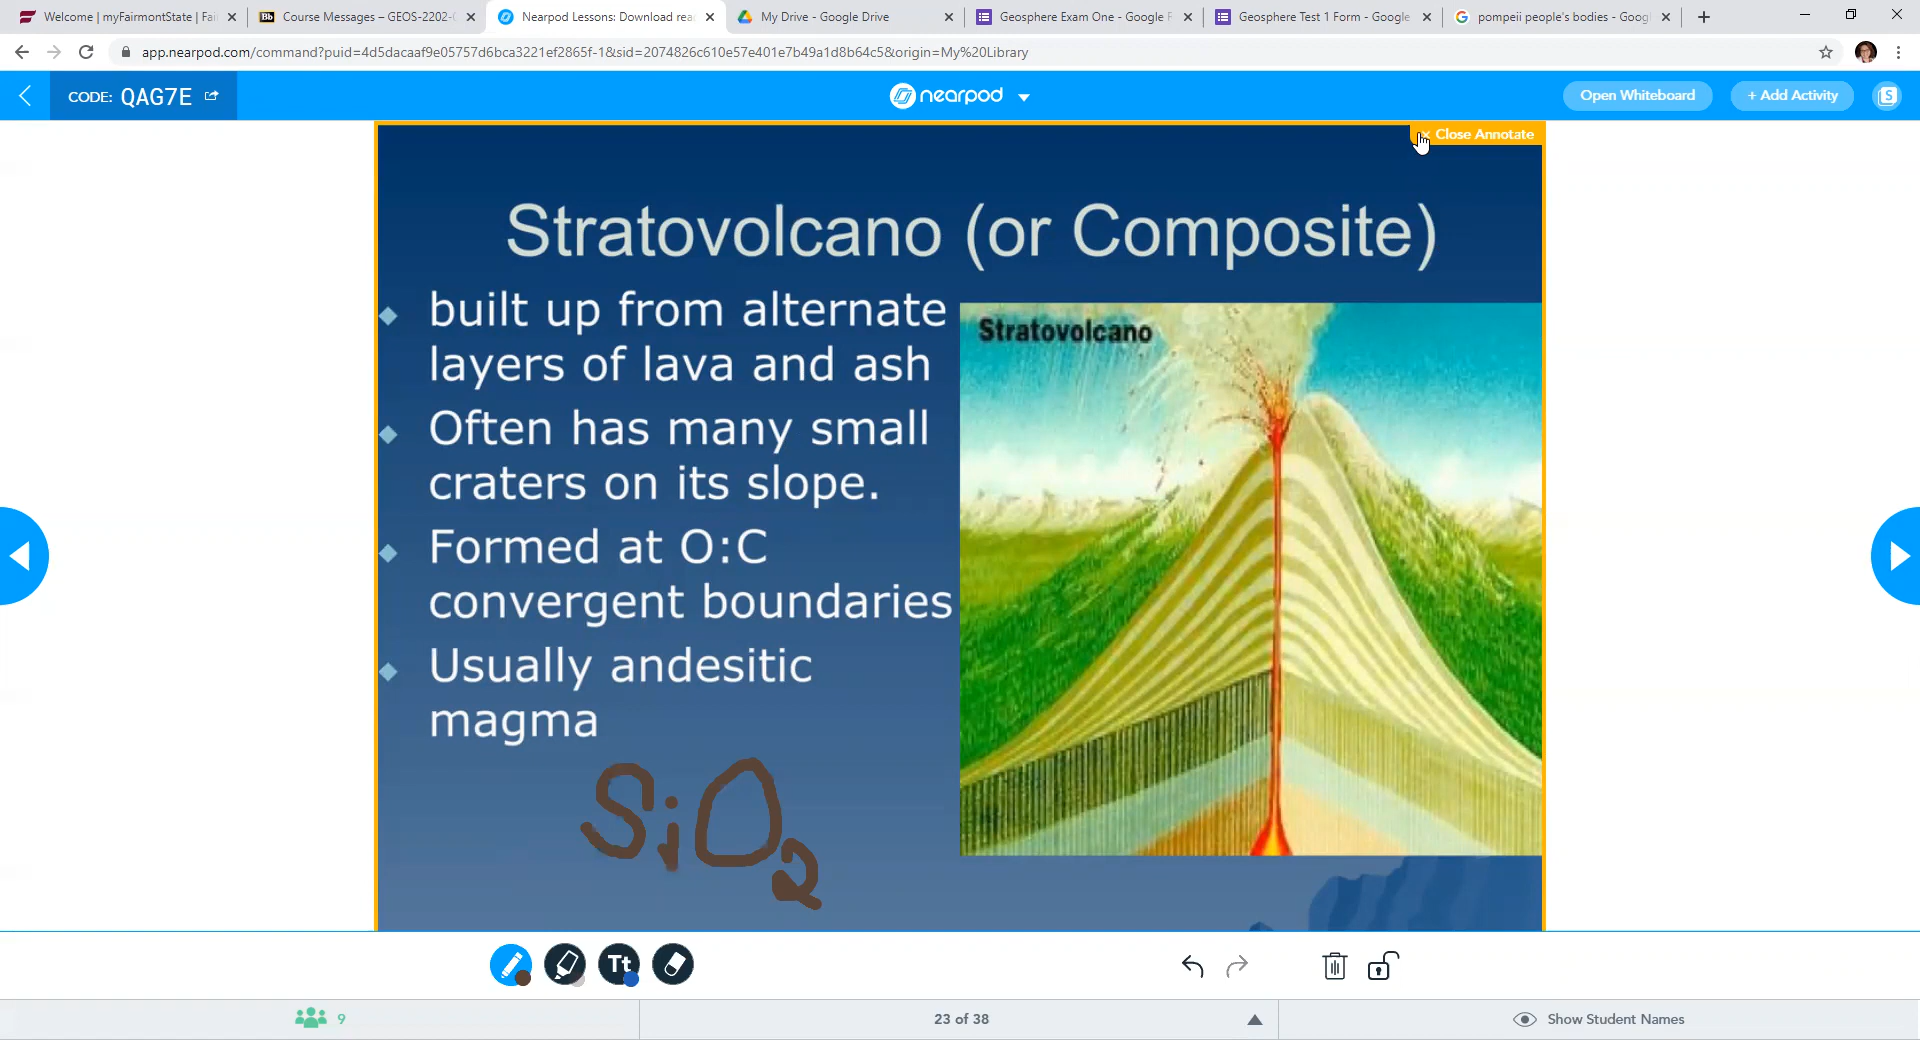 Welcome | myFairmontState | Fai
Course Messages – GEOS-2202-
Nearpod Lessons: Download rea
My Drive - Google Drive
Geosphere Exam One - Google F
Geosphere Test 1 Form - Google
pompeii people's bodies - Goog
app.nearpod.com/command?puid=4d5dacaaf9e05757d6bca3221ef2865f-1&sid=2074826c610e57e401e7b49a1d8b64c5&origin=My%20Library
CODE: QAG7E
nearpod
Open Whiteboard
+ Add Activity
S
× Close Annotate
Stratovolcano (or Composite)
built up from alternate
layers of lava and ash
Often has many small
craters on its slope.
Formed at O:C
convergent boundaries
Usually andesitic
magma
Stratovolcano
SiO2
Tt
9
23 of 38
Show Student Names